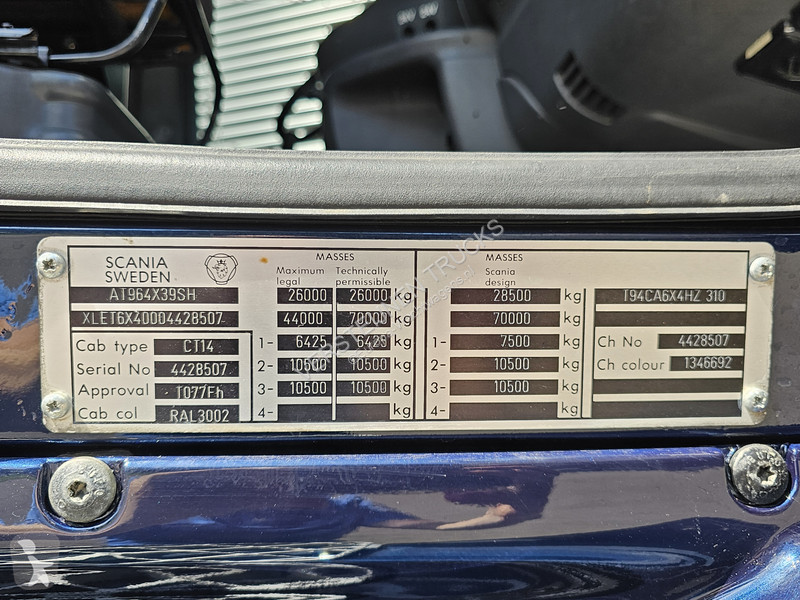 SCANIA
SWEDEN
AT964X39SH
XLET6X40004428507
Cab type CT14
Serial No 4428507
Approval T077Fh
Cab col RAL3002
MASSES
Maximum legal Technically permissible
26000 26000 kg
44000 70000 kg
1- 6425 6425 kg
2- 10500 10500 kg
3- 10500 10500 kg
4- kg
MASSES
Scania design
28500 kg
70000 kg
1- 7500 kg
2- 10500 kg
3- 10500 kg
4- kg
T94CA6X4HZ 310
Ch No 4428507
Ch colour 1346692
VERSTEEGEN TRUCKS